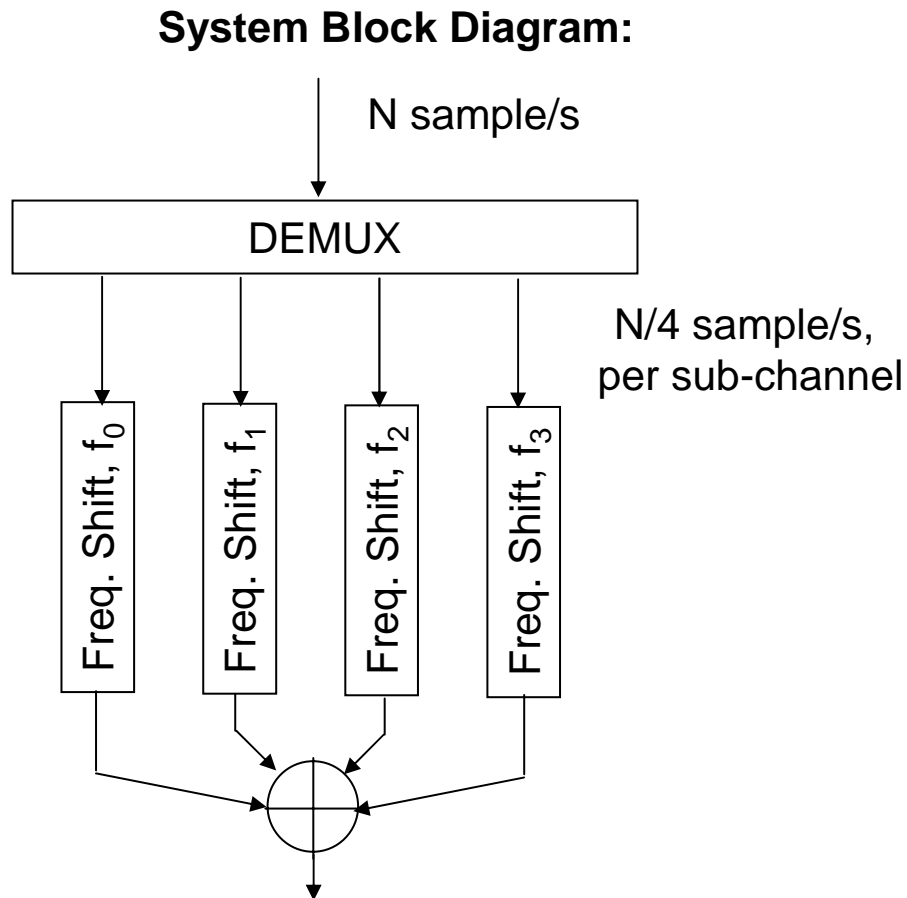 System Block Diagram:
N sample/s
DEMUX
N/4 sample/s,
per sub-channel
Freq. Shift, f₀
Freq. Shift, f₁
Freq. Shift, f₂
Freq. Shift, f₃